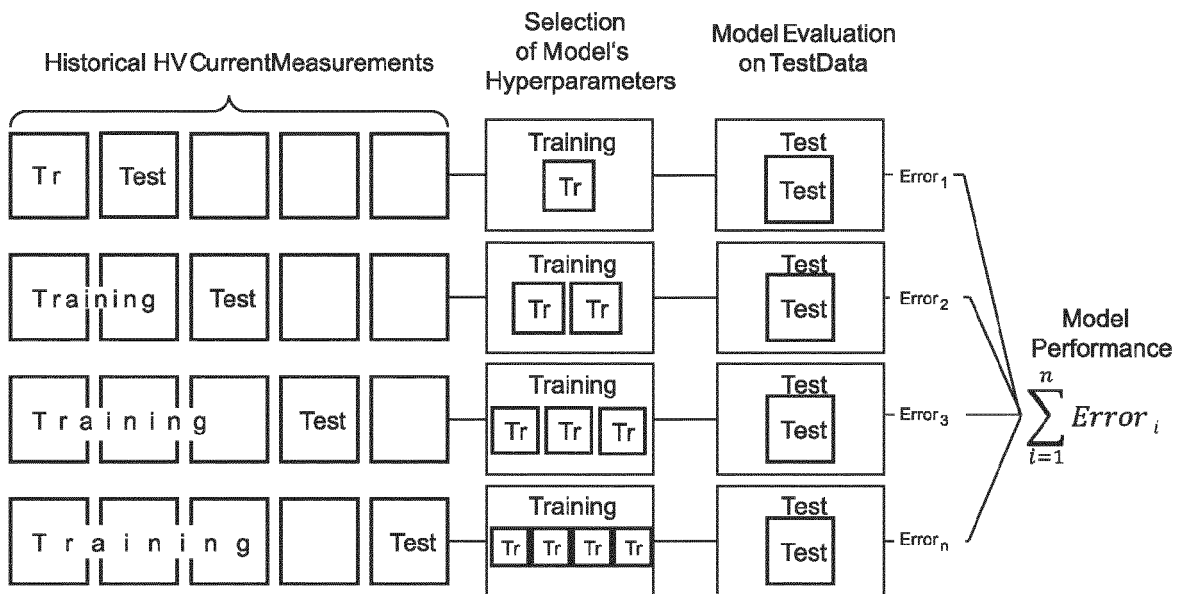 Historical HV CurrentMeasurements
Selection
of Model's
Hyperparameters
Model Evaluation
on TestData
Tr Test
Training
Tr
Test
Test
Error1
Training Test
Training
Tr Tr
Test
Test
Error2
Training Test
Training
Tr Tr Tr
Test
Test
Error3
Training Test
Training
Tr Tr Tr Tr
Test
Test
Errorn
Model
Performance
n
∑ Error i
i=1